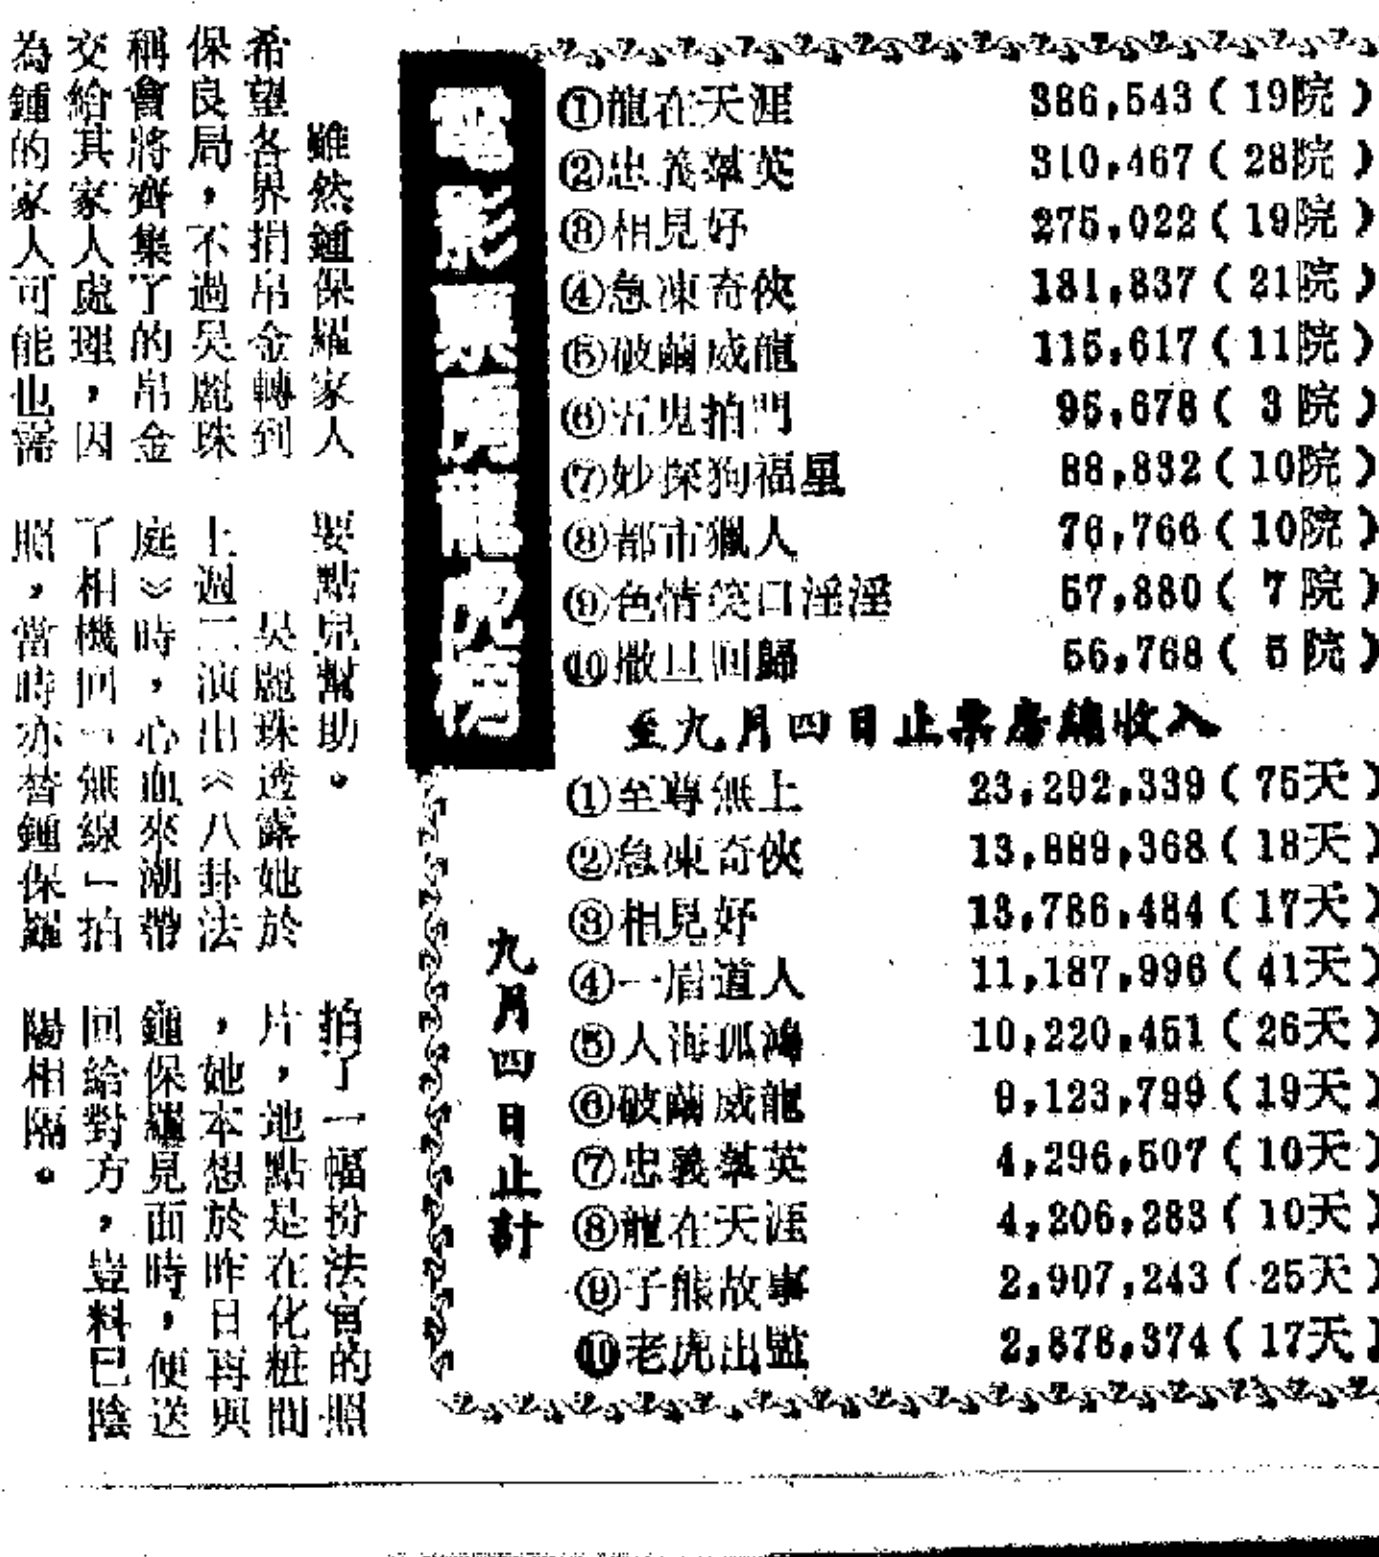 電影票房龍虎榜
①龍在天涯 386,543(19院)
②忠義羣英 310,467(28院)
③相見好 275,022(19院)
④急凍奇俠 181,837(21院)
⑤破繭威龍 115,617(11院)
⑥五鬼拍門 95,678(3院)
⑦妙探狗福星 88,832(10院)
⑧都市獵人 76,766(10院)
⑨色情笑口淫淫 57,880(7院)
⑩撒旦回歸 56,768(5院)
至九月四日止票房總收入
①至尊無上 23,292,339(75天)
②急凍奇俠 13,889,368(18天)
③相見好 13,786,484(17天)
④一眉道人 11,187,996(41天)
⑤人海孤鴻 10,220,451(26天)
⑥破繭威龍 9,123,799(19天)
⑦忠義羣英 4,296,507(10天)
⑧龍在天涯 4,206,283(10天)
⑨子熊故事 2,907,243(25天)
⑩老虎出監 2,878,374(17天)
九月四日止計
雖然鍾保羅家人
希望各界捐帛金轉到
保良局,不過吳麗珠
稱會將齊集了的帛金
交給其家人處理,因
為鍾的家人可能也需
要點兒幫助。
吳麗珠透露她於
上週二演出《八卦法
庭》時,心血來潮帶
了相機回「無線」拍
照,當時亦替鍾保羅
拍了一幅扮法官的照
片,地點是在化粧間
,她本想於昨日再與
鍾保羅見面時,便送
回給對方,豈料已陰
陽相隔。